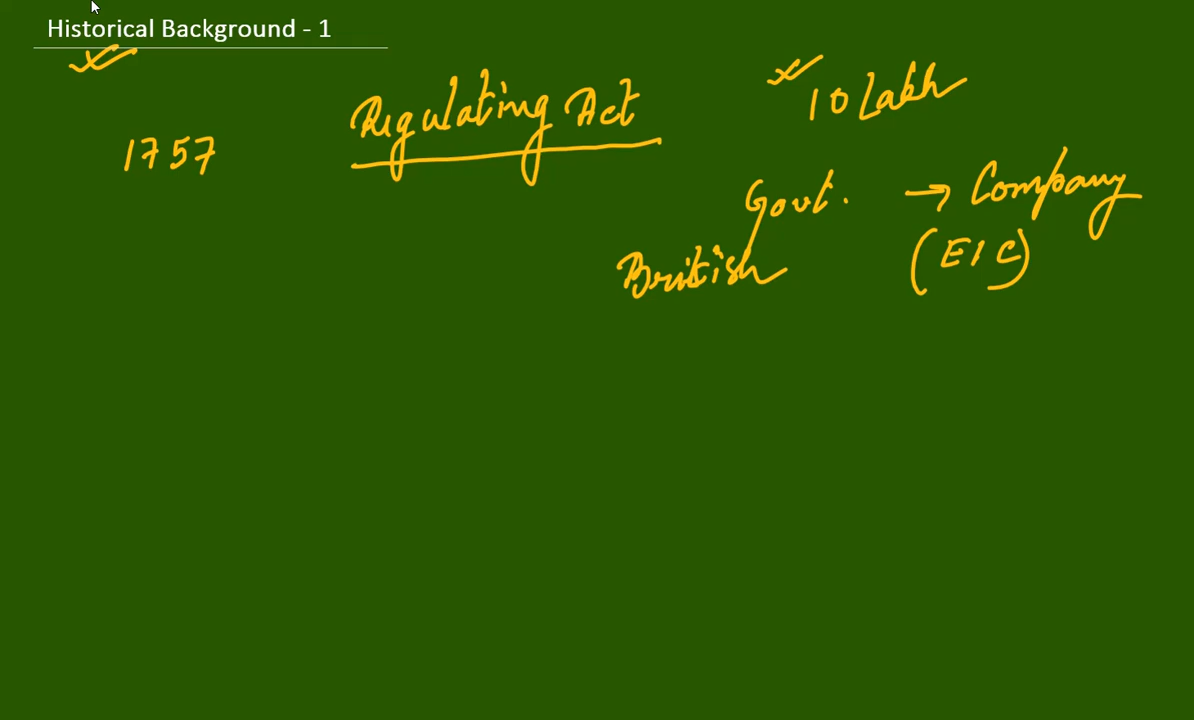 Historical Background - 1
Regulating Act
10 Lakh
1757
Govt. → Company
British (EIC)